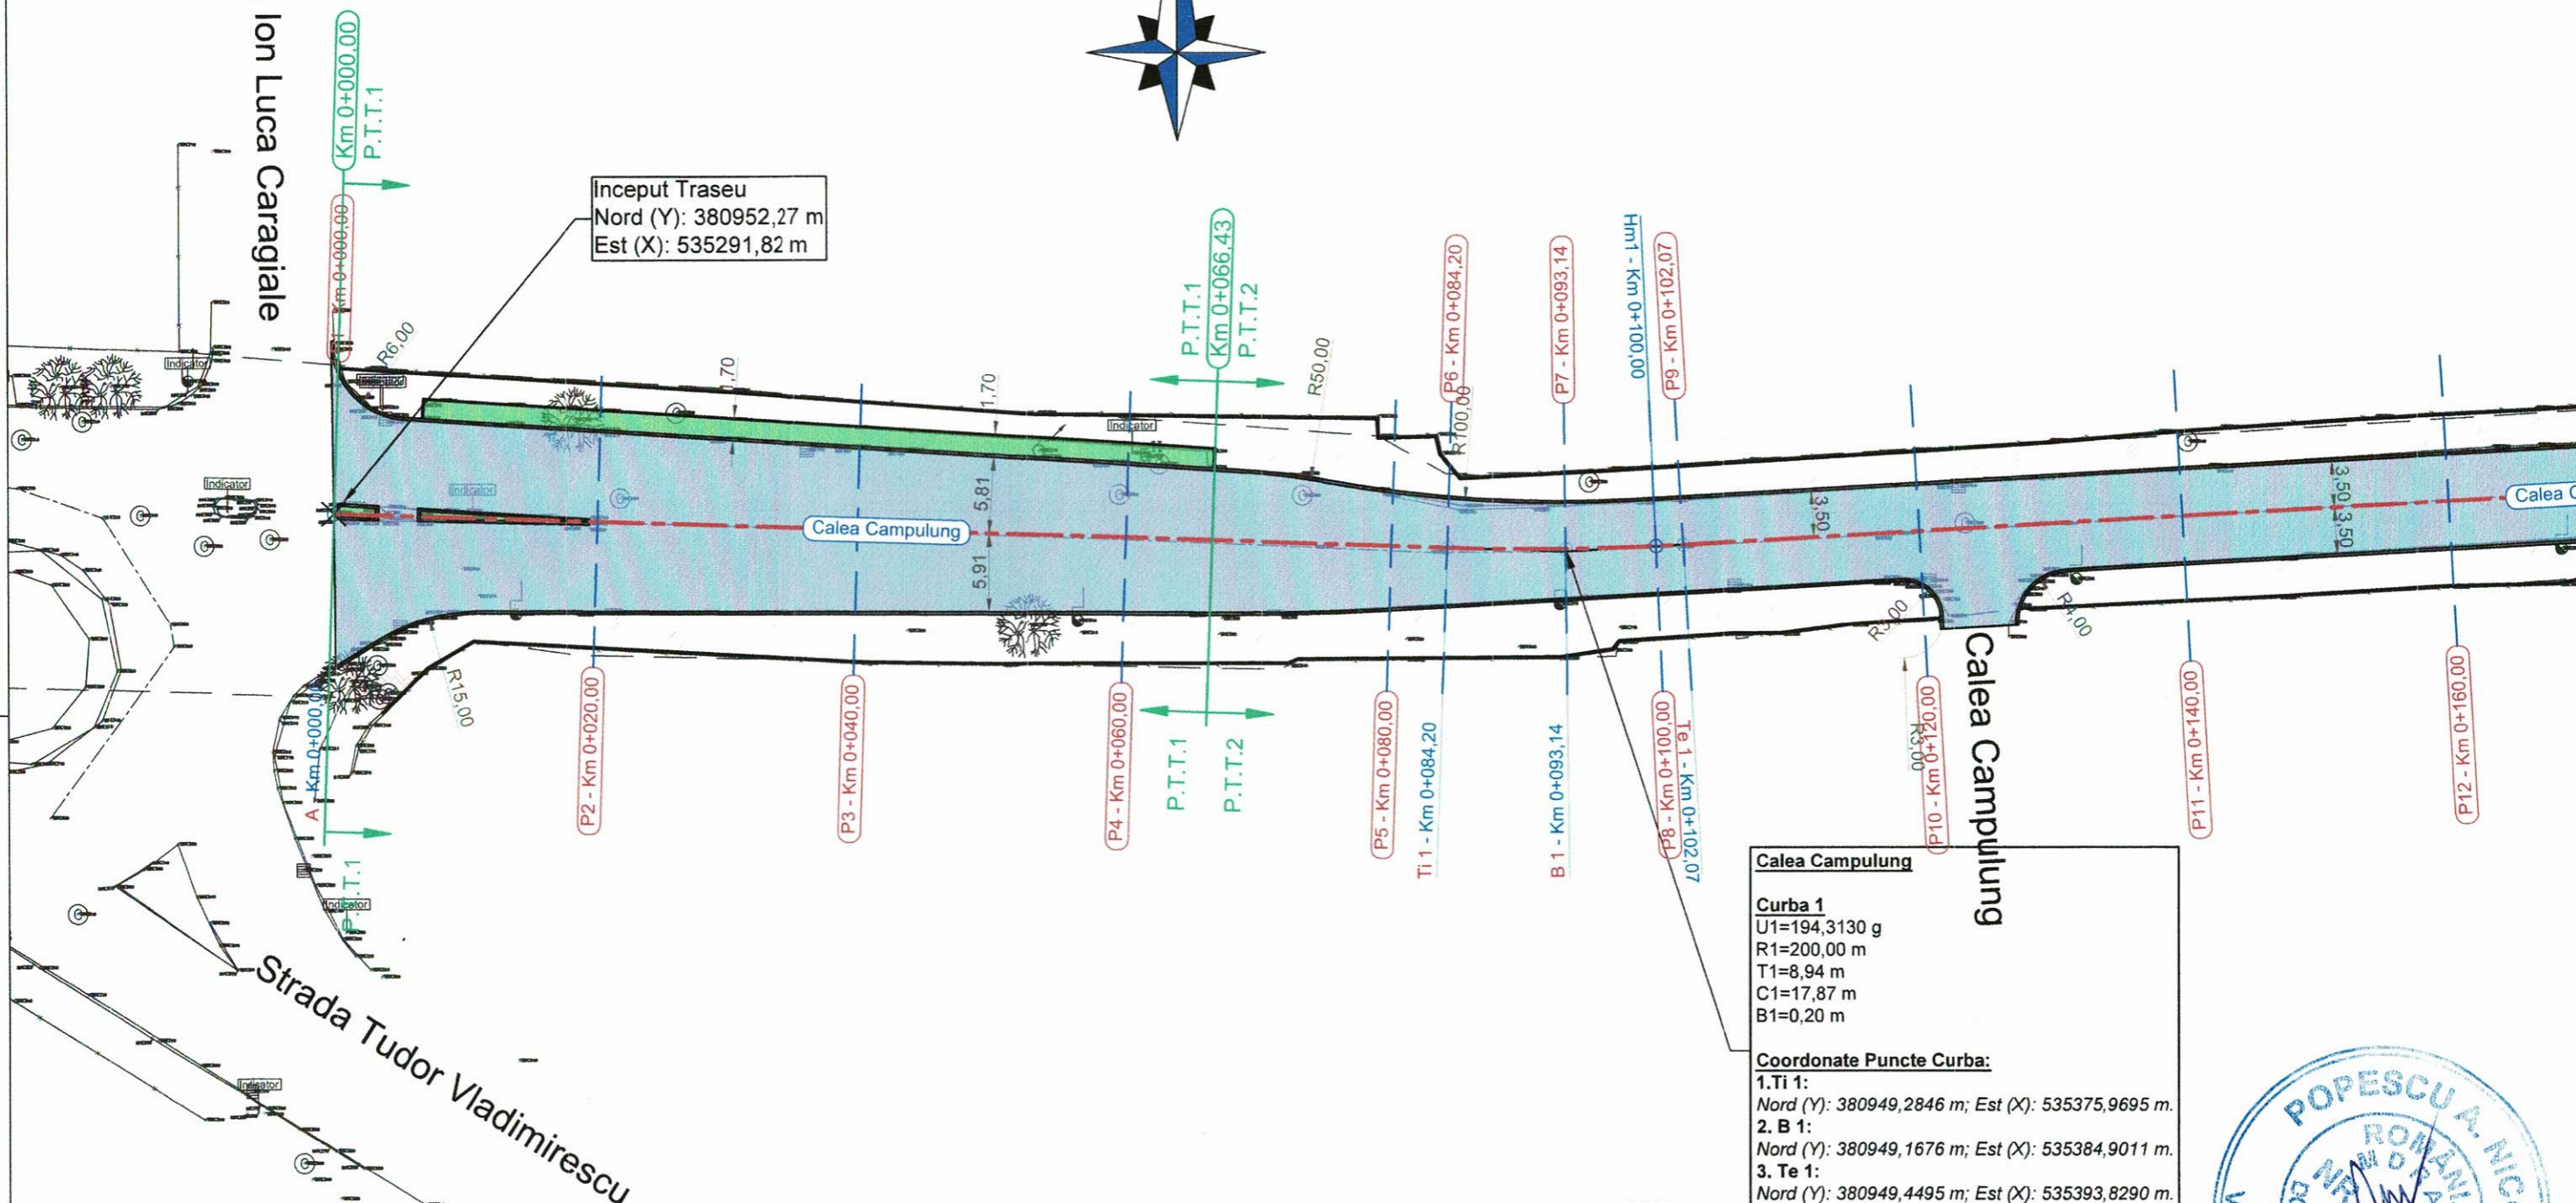 Ion Luca Caragiale
Km 0+000,00
P.T.T.1
Km 0+000,00
Inceput Traseu
Nord (Y): 380952,27 m
Est (X): 535291,82 m
P.T.T.1
Km 0+066,43
P.T.T.2
P6 - Km 0+084,20
P7 - Km 0+093,14
Hm1 - Km 0+100,00
P9 - Km 0+102,07
Indicator
R6,00
Indicator
1,70
1,70
R50,00
R100,00
Indicator
Indicator
Indicator
5,81
5,91
Calea Campulung
3,50
3,50
3,50
Calea C
R15,00
R4,00
R3,00
Calea Campulung
A - Km 0+000,00
P2 - Km 0+020,00
P3 - Km 0+040,00
P4 - Km 0+060,00
P.T.T.1
P.T.T.2
P5 - Km 0+080,00
Ti 1 - Km 0+084,20
B 1 - Km 0+093,14
P8 - Km 0+100,00
Te 1 - Km 0+102,07
P10 - Km 0+120,00
P11 - Km 0+140,00
P12 - Km 0+160,00
P.T.T.1
Indicator
Strada Tudor Vladimirescu
Indicator
Calea Campulung
Curba 1
U1=194,3130 g
R1=200,00 m
T1=8,94 m
C1=17,87 m
B1=0,20 m
Coordonate Puncte Curba:
1.Ti 1:
Nord (Y): 380949,2846 m; Est (X): 535375,9695 m.
2. B 1:
Nord (Y): 380949,1676 m; Est (X): 535384,9011 m.
3. Te 1:
Nord (Y): 380949,4495 m; Est (X): 535393,8290 m.
POPESCU A. NIC